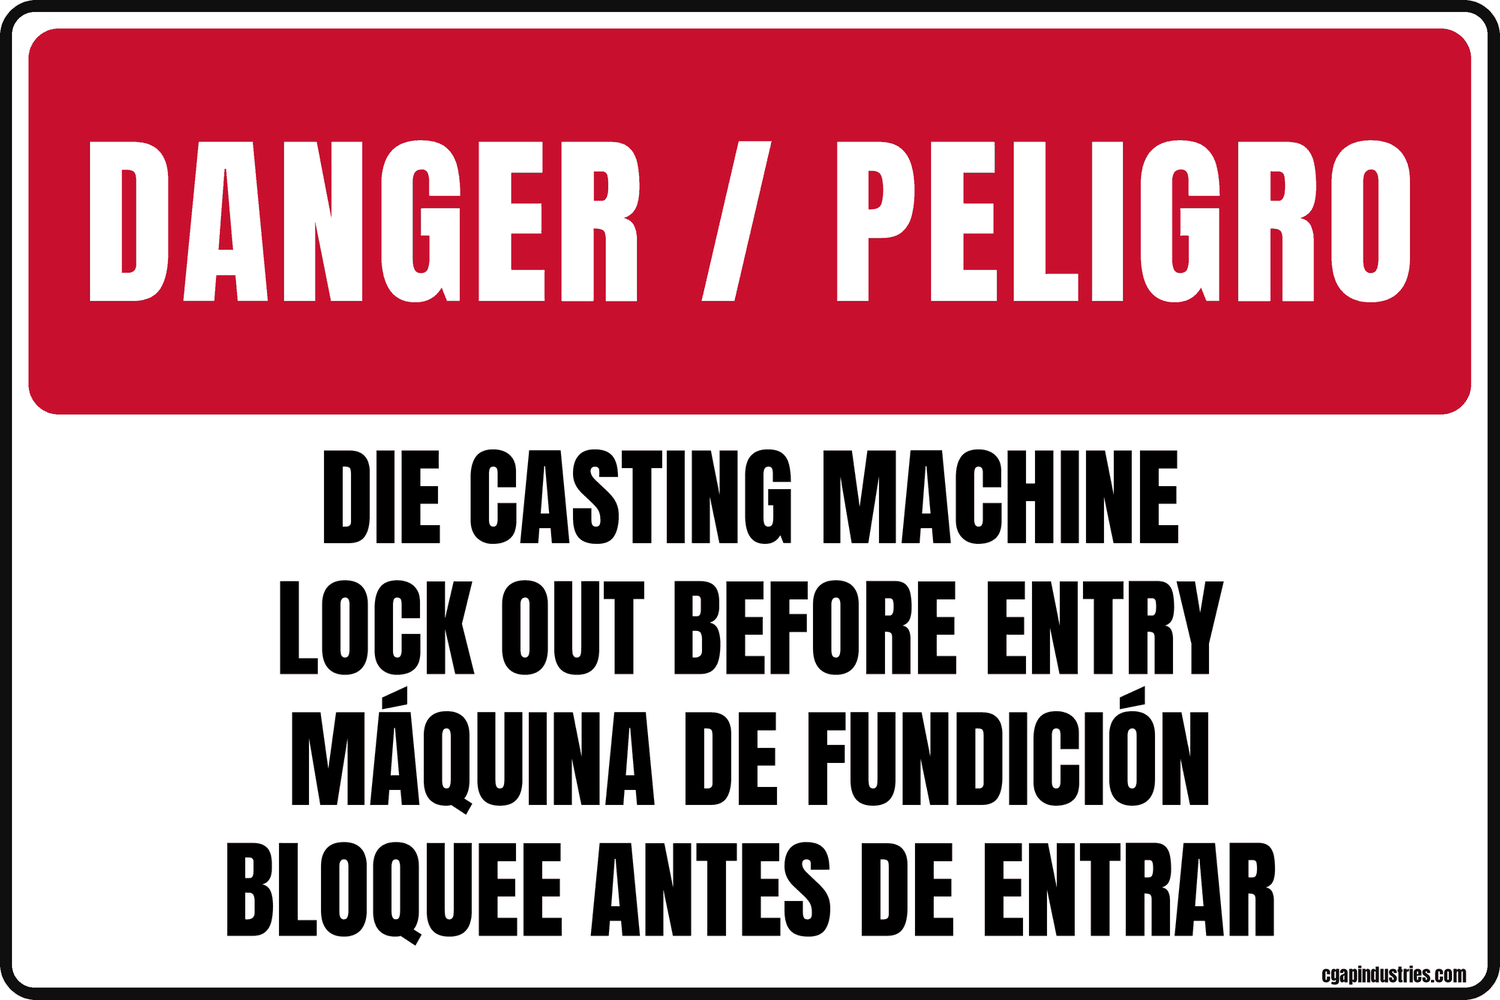 DANGER / PELIGRO
DIE CASTING MACHINE
LOCK OUT BEFORE ENTRY
MÁQUINA DE FUNDICIÓN
BLOQUEE ANTES DE ENTRAR
cgapindustries.com